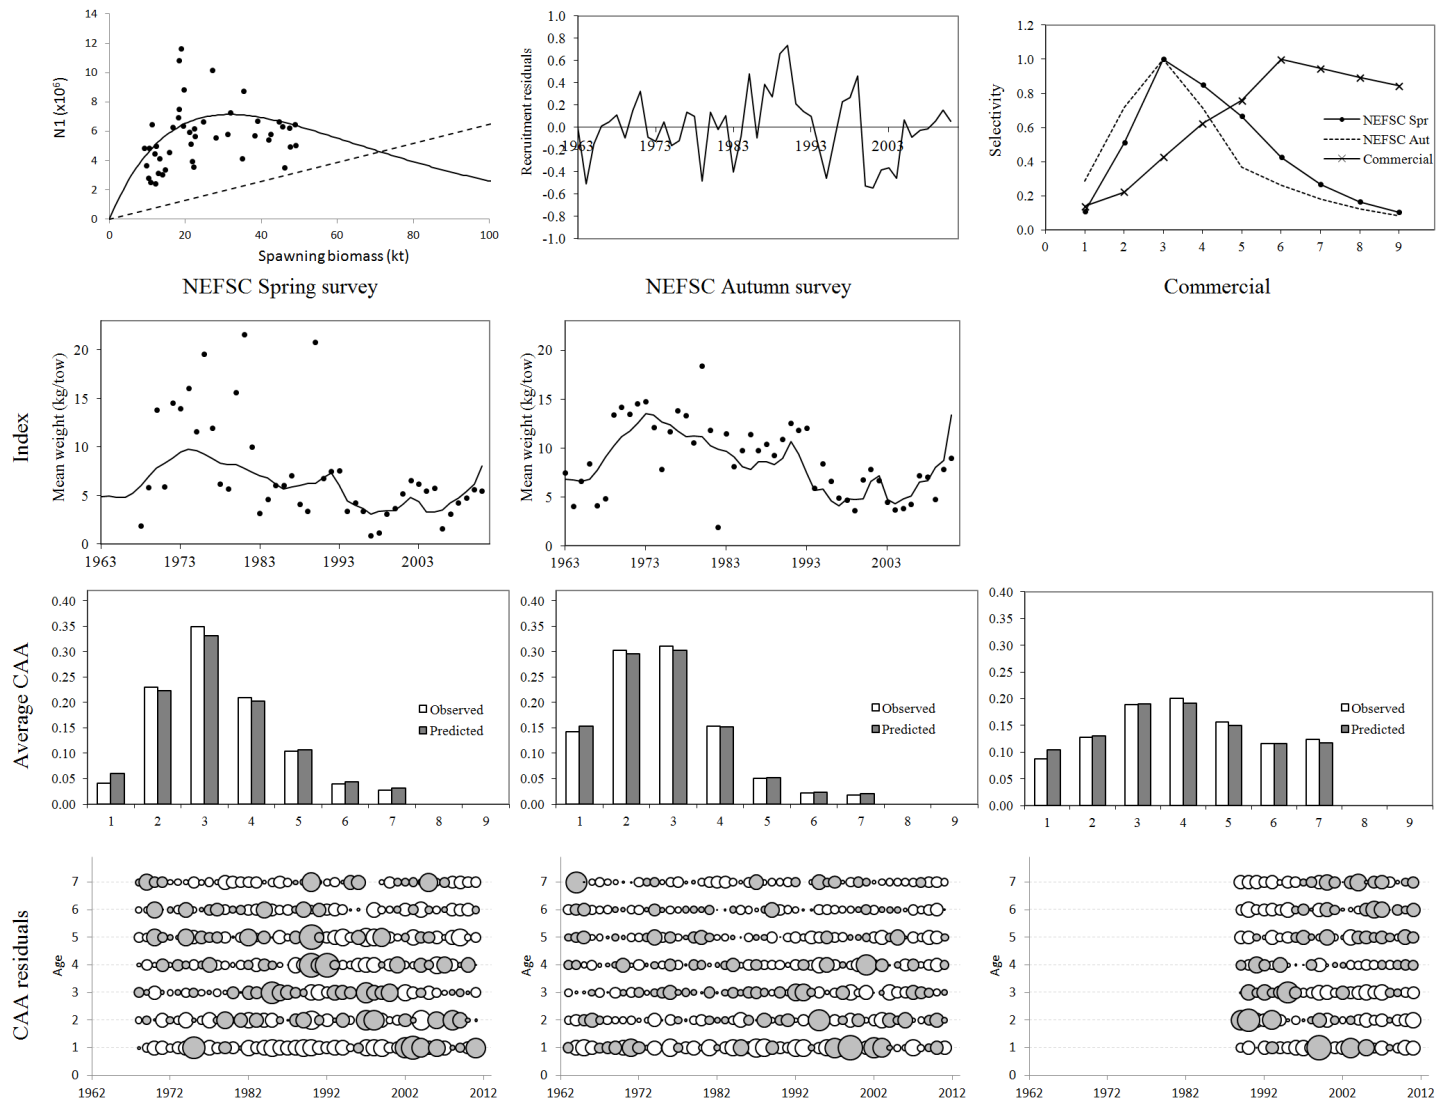 14
12
10
8
6
4
2
0
N1 (x10⁶)
0 20 40 60 80 100
Spawning biomass (kt)
1.0
0.8
0.6
0.4
0.2
0.0
-0.2
-0.4
-0.6
-0.8
-1.0
Recruitment residuals
1963 1973 1983 1993 2003
1.2
1.0
0.8
0.6
0.4
0.2
0.0
Selectivity
0 1 2 3 4 5 6 7 8 9
NEFSC Spr
NEFSC Aut
Commercial
NEFSC Spring survey
NEFSC Autumn survey
Commercial
Index
20
15
10
5
0
Mean weight (kg/tow)
1963 1973 1983 1993 2003
20
15
10
5
0
Mean weight (kg/tow)
1963 1973 1983 1993 2003
Average CAA
0.40
0.35
0.30
0.25
0.20
0.15
0.10
0.05
0.00
1 2 3 4 5 6 7 8 9
Observed
Predicted
0.40
0.35
0.30
0.25
0.20
0.15
0.10
0.05
0.00
1 2 3 4 5 6 7 8 9
Observed
Predicted
0.40
0.35
0.30
0.25
0.20
0.15
0.10
0.05
0.00
1 2 3 4 5 6 7 8 9
Observed
Predicted
CAA residuals
7
6
5
4
3
2
1
0
Age
1962 1972 1982 1992 2002 2012
7
6
5
4
3
2
1
0
Age
1962 1972 1982 1992 2002 2012
7
6
5
4
3
2
1
0
Age
1962 1972 1982 1992 2002 2012